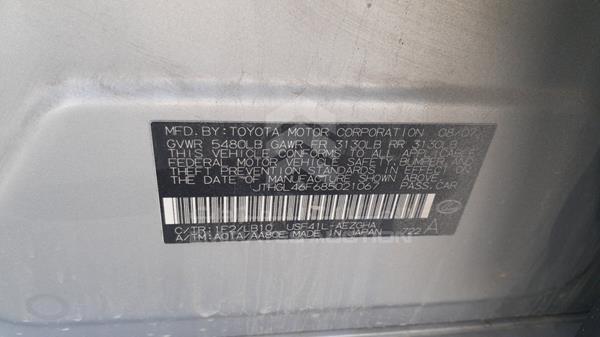 MFD. BY: TOYOTA MOTOR CORPORATION 08/07
GVWR 5480LB GAWR FR 3130LB RR 3130LB
THIS VEHICLE CONFORMS TO ALL APPLICABLE
FEDERAL MOTOR VEHICLE SAFETY, BUMPER, AND
THEFT PREVENTION STANDARDS IN EFFECT ON
THE DATE OF MANUFACTURE SHOWN ABOVE.
JTHGL46F685021067 PASS. CAR
C/TR: 1F2/LB10 USF41L-AEZGHA
A/TM: A01A/AA80E MADE IN JAPAN 722 A
AUCTION